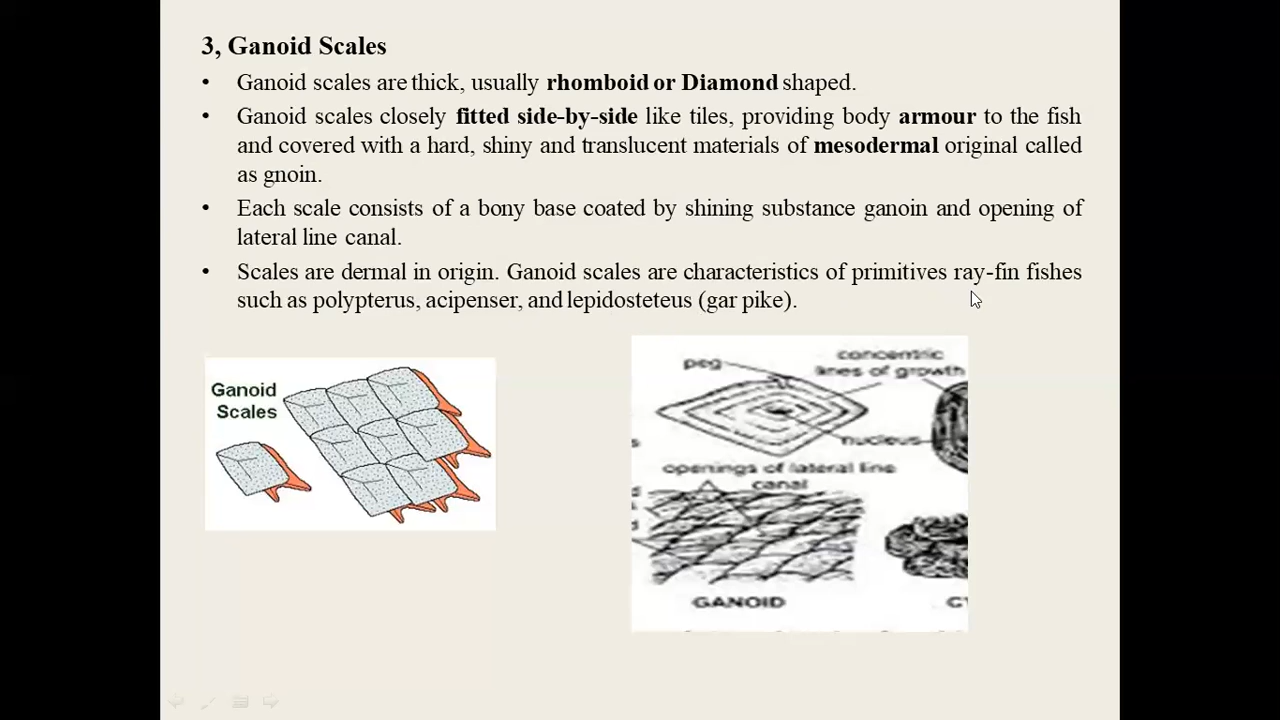 3, Ganoid Scales
• Ganoid scales are thick, usually rhomboid or Diamond shaped.
• Ganoid scales closely fitted side-by-side like tiles, providing body armour to the fish
and covered with a hard, shiny and translucent materials of mesodermal original called
as gnoin.
• Each scale consists of a bony base coated by shining substance ganoin and opening of
lateral line canal.
• Scales are dermal in origin. Ganoid scales are characteristics of primitives ray-fin fishes
such as polypterus, acipenser, and lepidosteteus (gar pike).
Ganoid
Scales
peg
concentric
lines of growth
nucleus
openings of lateral line
canal
GANOID